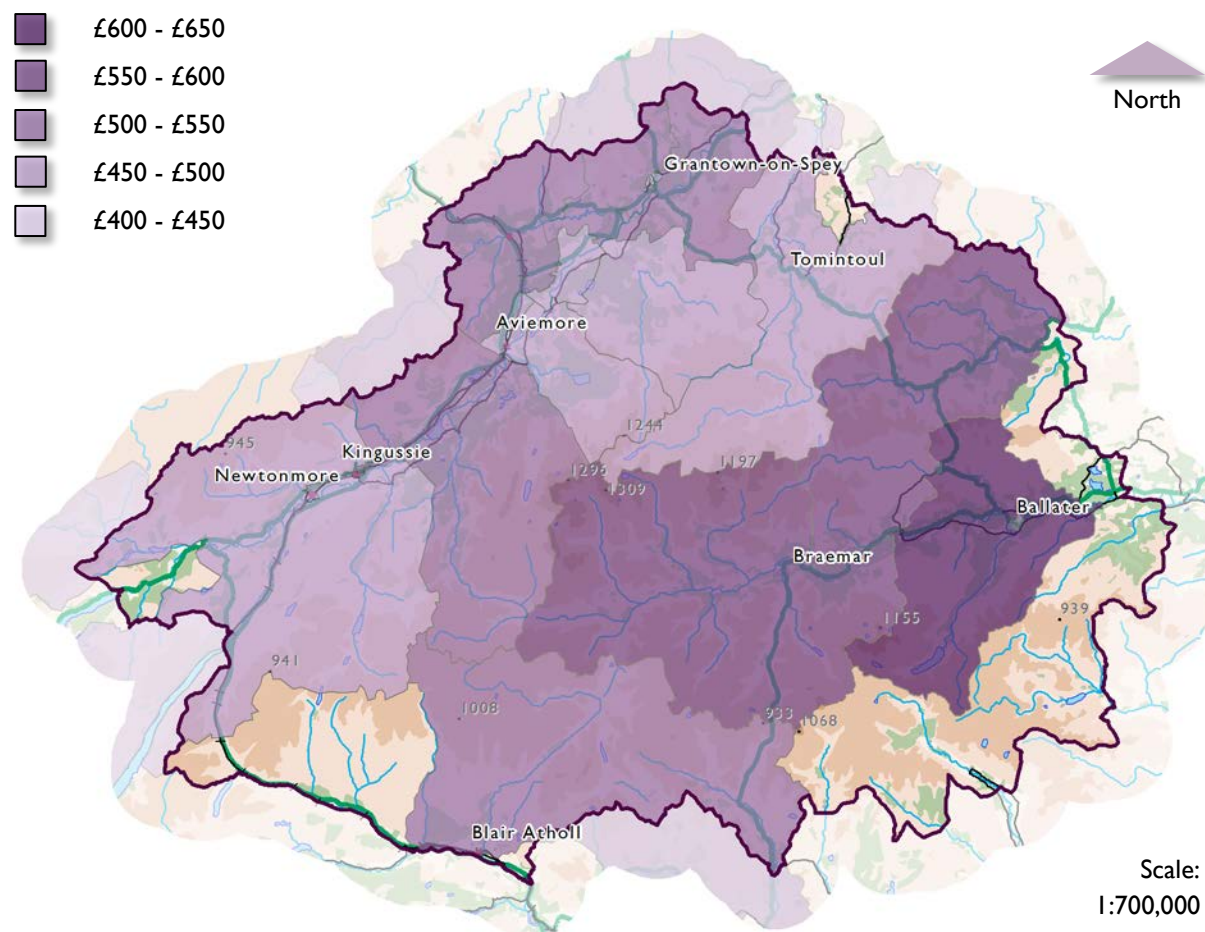 £600 - £650
£550 - £600
£500 - £550
£450 - £500
£400 - £450
North
Grantown-on-Spey
Tomintoul
Aviemore
1244
945
Kingussie
Newtonmore
1296
1197
1309
Ballater
Braemar
1155
939
941
1008
933
1068
Blair Atholl
Scale:
1:700,000